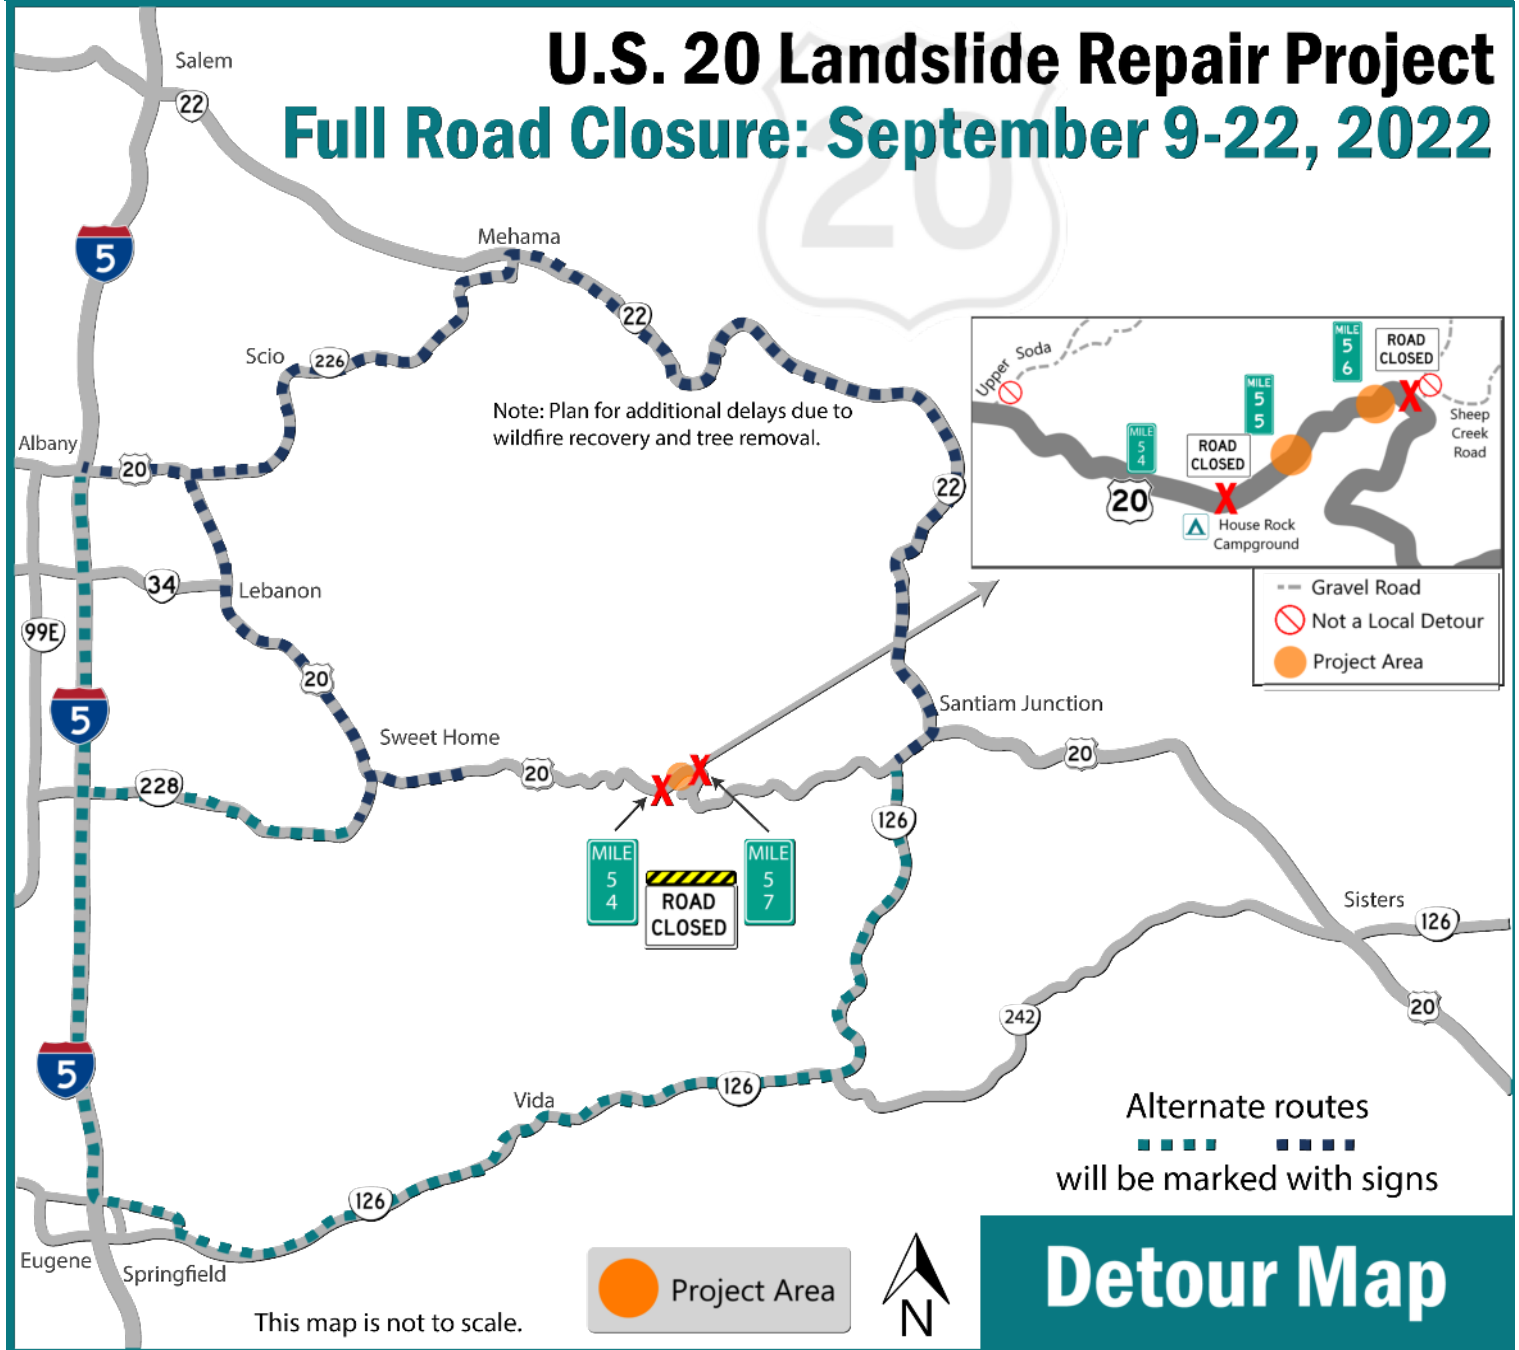 U.S. 20 Landslide Repair Project
Full Road Closure: September 9-22, 2022
20
Salem
22
5
Mehama
22
Scio
226
Note: Plan for additional delays due to
wildfire recovery and tree removal.
Albany
20
22
34
Lebanon
99E
20
5
Sweet Home
Santiam Junction
20
20
228
X
X
126
MILE
5
4
ROAD
CLOSED
MILE
5
7
Sisters
126
20
242
5
Vida
126
126
Eugene
Springfield
Upper Soda
MILE
5
6
ROAD
CLOSED
X
MILE
5
5
Sheep
Creek
Road
MILE
5
4
ROAD
CLOSED
20
X
House Rock
Campground
Gravel Road
Not a Local Detour
Project Area
Alternate routes
will be marked with signs
This map is not to scale.
Project Area
N
Detour Map